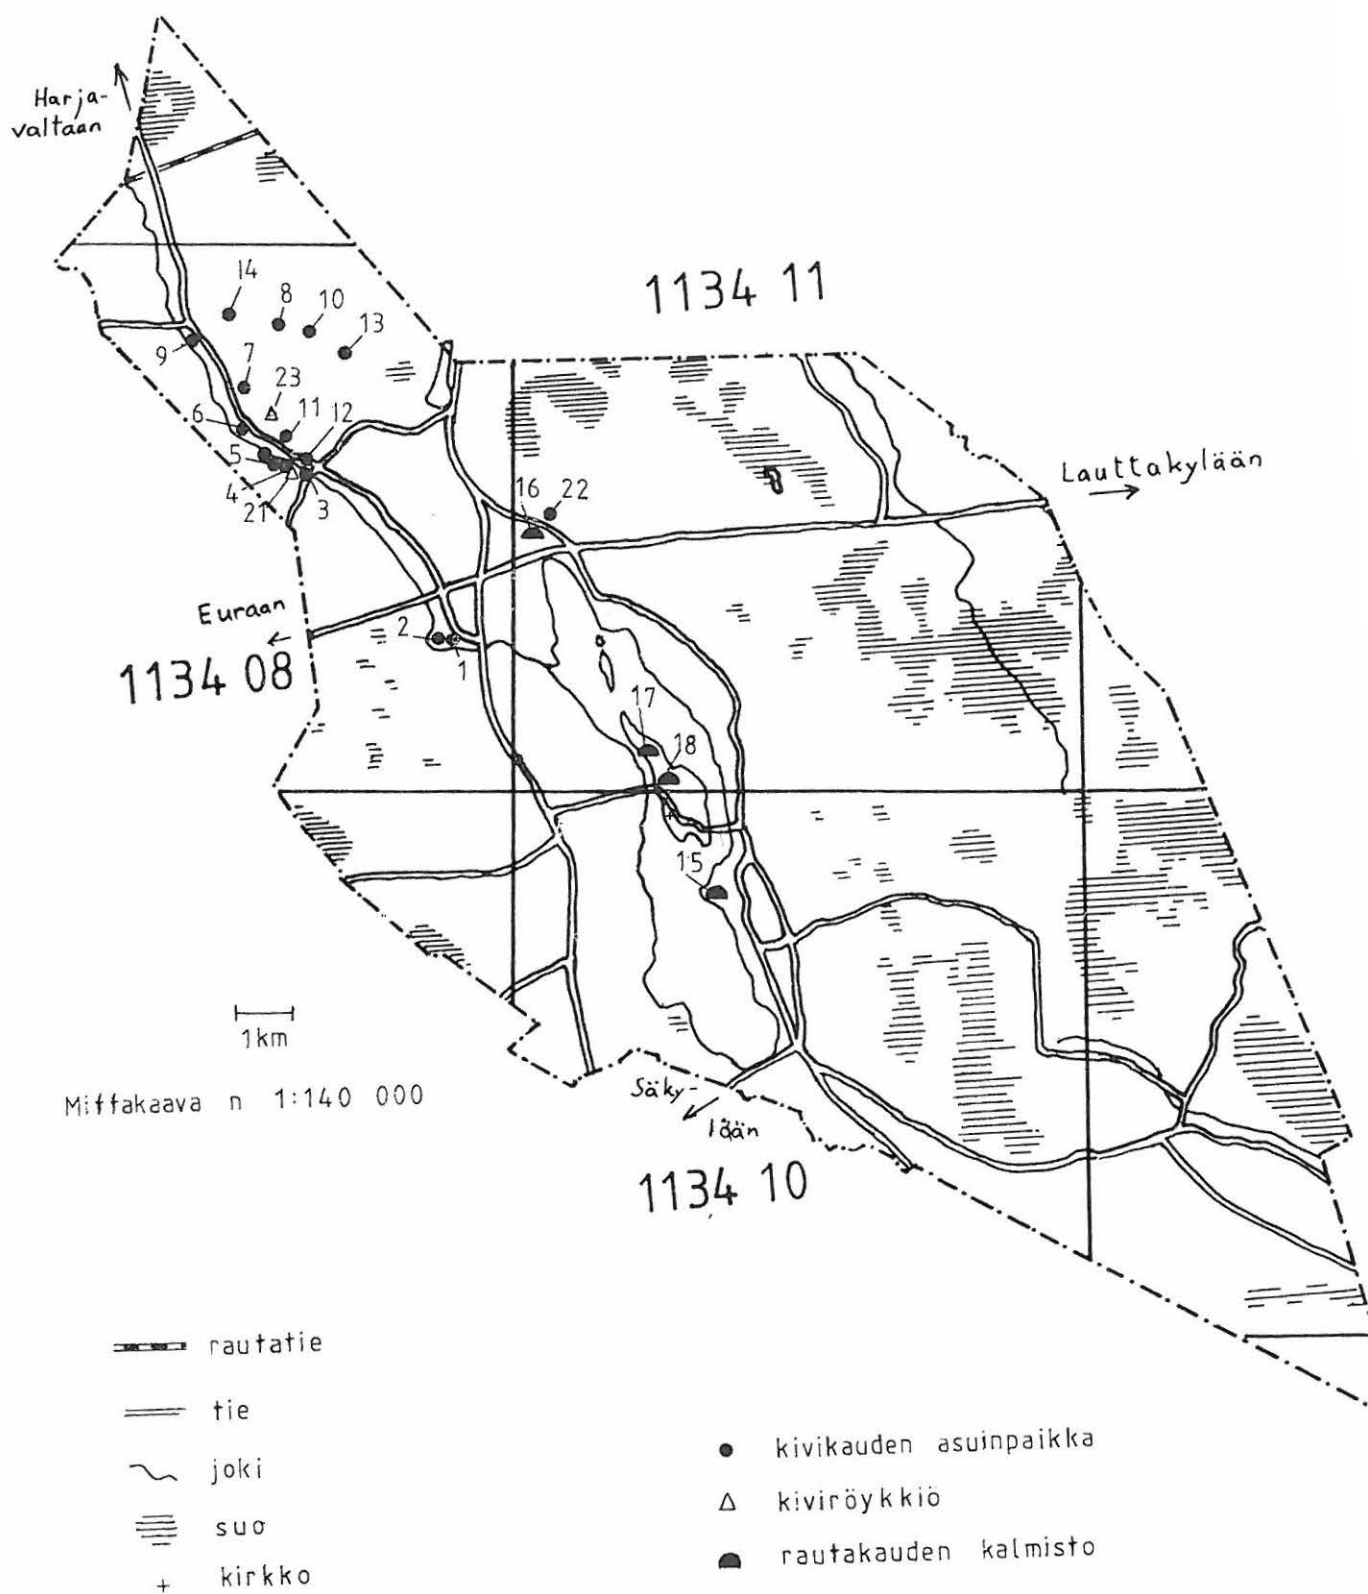 Harja-
valtaan
1134 11
14
8
10
13
9
7
23
6
11
12
5
4
21
3
Lauttakylään
16
22
Euraan
2
1
1134 08
17
18
15
1km
Mittakaava n 1:140 000
Säky-
lään
1134 10
rautatie
tie
joki
suo
kirkko
kivikauden asuinpaikka
kiviröykkiö
rautakauden kalmisto